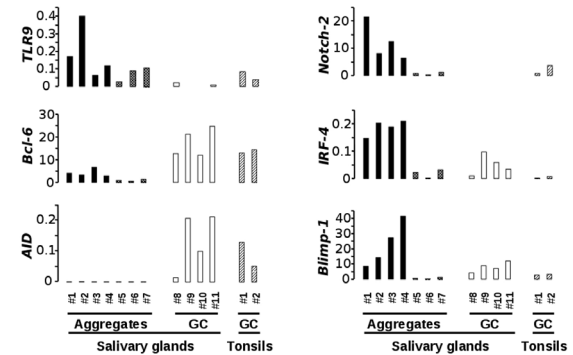 TLR9
0.4
0.3
0.2
0.1
0
Notch-2
20
10
0
Bcl-6
30
20
10
0
IRF-4
0.2
0.1
0
AID
0.2
0.1
0
Blimp-1
40
30
20
10
0
#1 #2 #3 #4 #5 #6 #7 #8 #9 #10 #11 #1 #2
Aggregates GC GC
Salivary glands Tonsils
#1 #2 #3 #4 #5 #6 #7 #8 #9 #10 #11 #1 #2
Aggregates GC GC
Salivary glands Tonsils